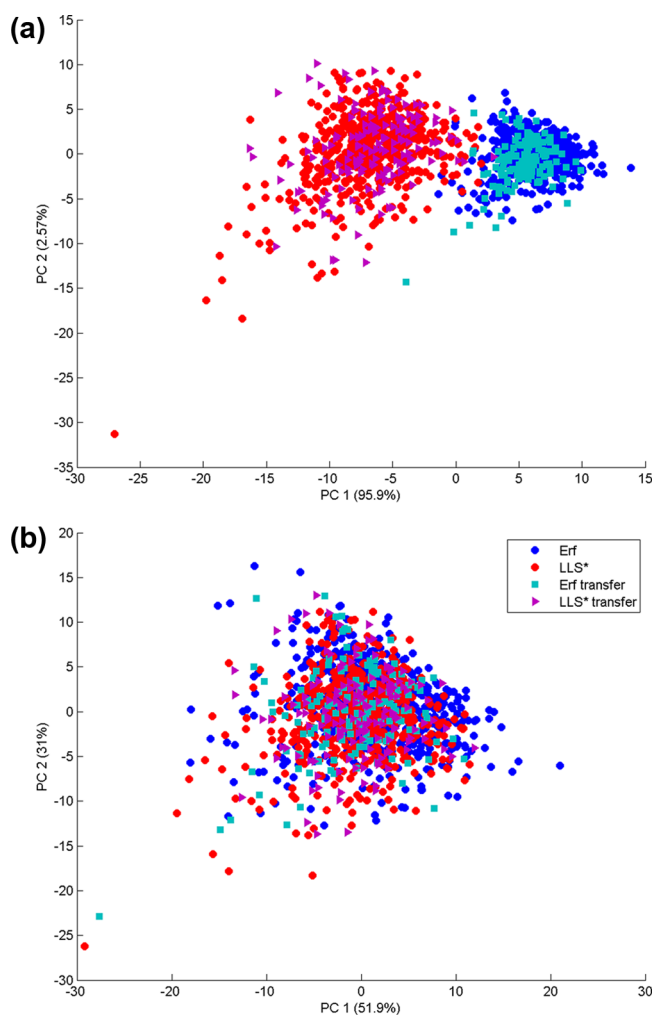 (a)
15
10
5
0
-5
-10
-15
-20
-25
-30
-35
PC 2 (2.57%)
-30 -25 -20 -15 -10 -5 0 5 10 15
PC 1 (95.9%)
(b)
20
15
10
5
0
-5
-10
-15
-20
-25
-30
PC 2 (31%)
Erf
LLS*
Erf transfer
LLS* transfer
-30 -20 -10 0 10 20 30
PC 1 (51.9%)